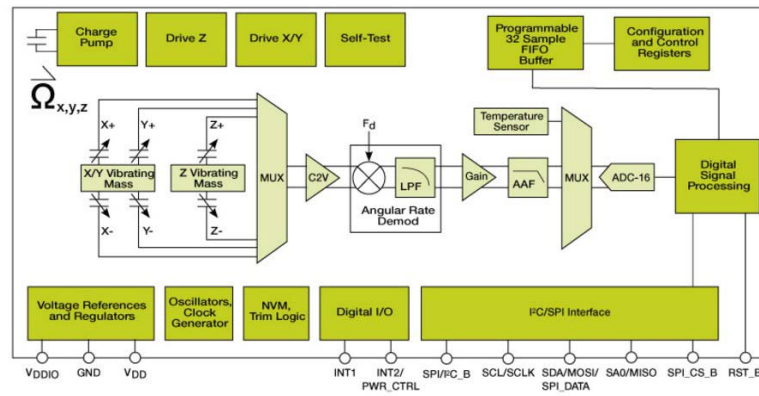 Charge
Pump
Drive Z
Drive X/Y
Self-Test
Programmable
32 Sample
FIFO
Buffer
Configuration
and Control
Registers
Ωx,y,z
X+
Y+
Z+
X/Y Vibrating
Mass
Z Vibrating
Mass
X-
Y-
Z-
MUX
C2V
Fd
LPF
Angular Rate
Demod
Gain
AAF
Temperature
Sensor
MUX
ADC-16
Digital
Signal
Processing
Voltage References
and Regulators
Oscillators,
Clock
Generator
NVM,
Trim Logic
Digital I/O
I²C/SPI Interface
VDDIO
GND
VDD
INT1
INT2/
PWR_CTRL
SPI/I²C_B
SCL/SCLK
SDA/MOSI/
SPI_DATA
SA0/MISO
SPI_CS_B
RST_B